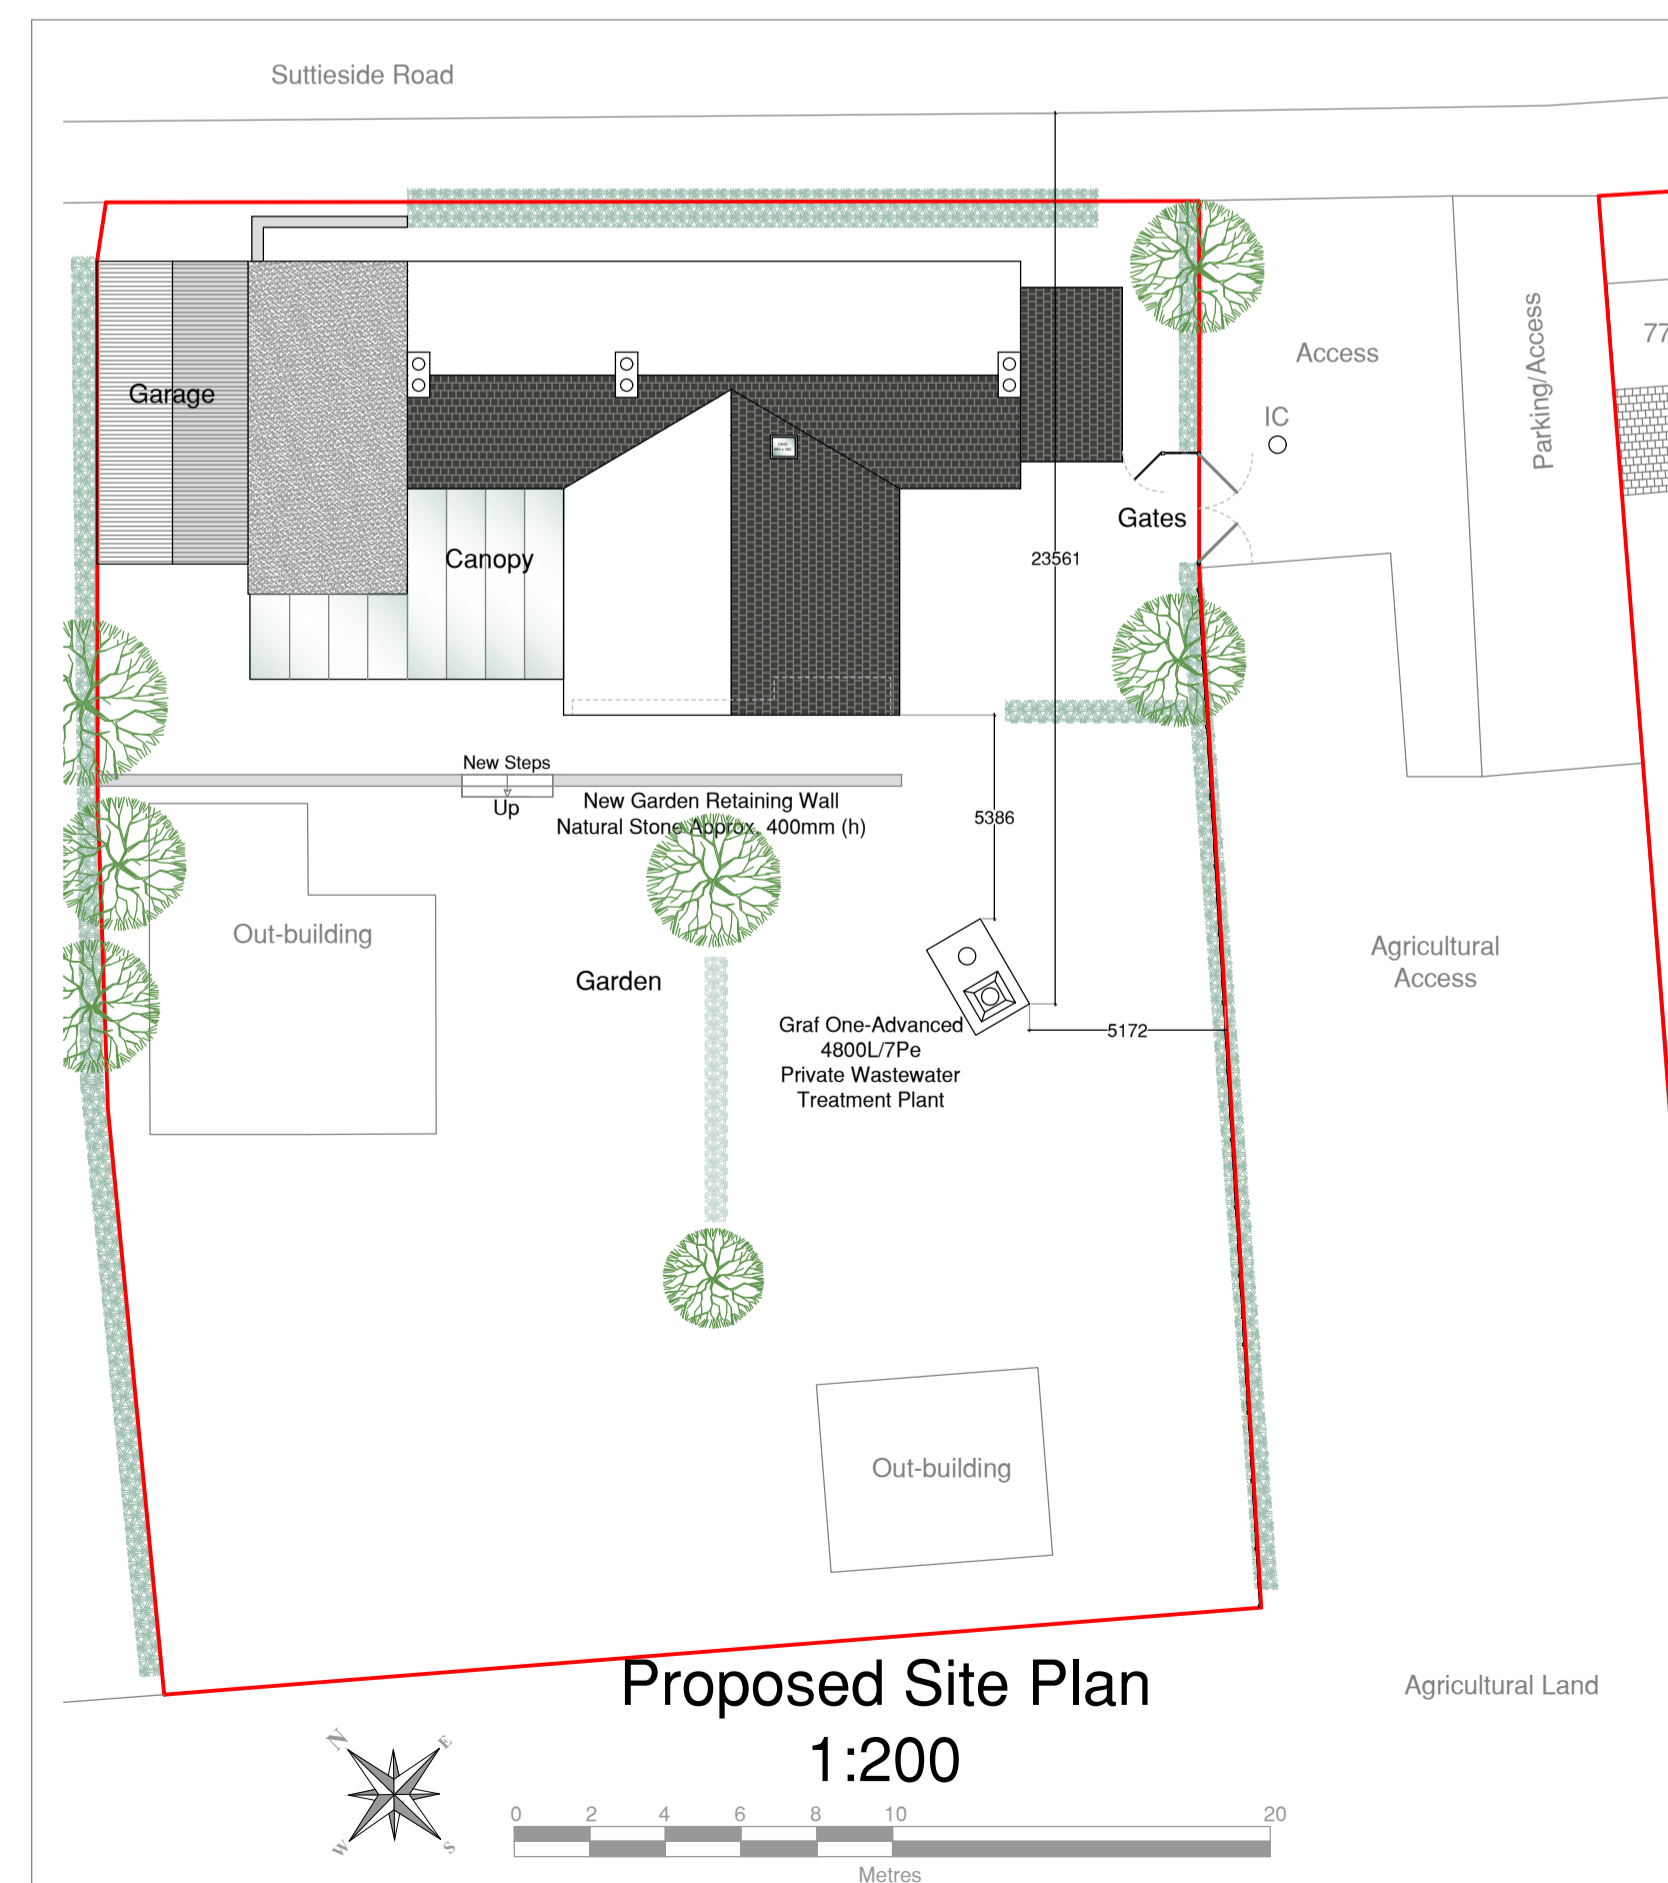 Suttieside Road
Garage
Canopy
Gates
Access
IC
Parking/Access
77
23561
New Steps
Up
New Garden Retaining Wall
Natural Stone Approx. 400mm (h)
5386
Out-building
Garden
Agricultural
Access
Graf One-Advanced
4800L/7Pe
Private Wastewater
Treatment Plant
5172
Out-building
Proposed Site Plan
1:200
Agricultural Land
N
E
W
S
0 2 4 6 8 10 20
Metres